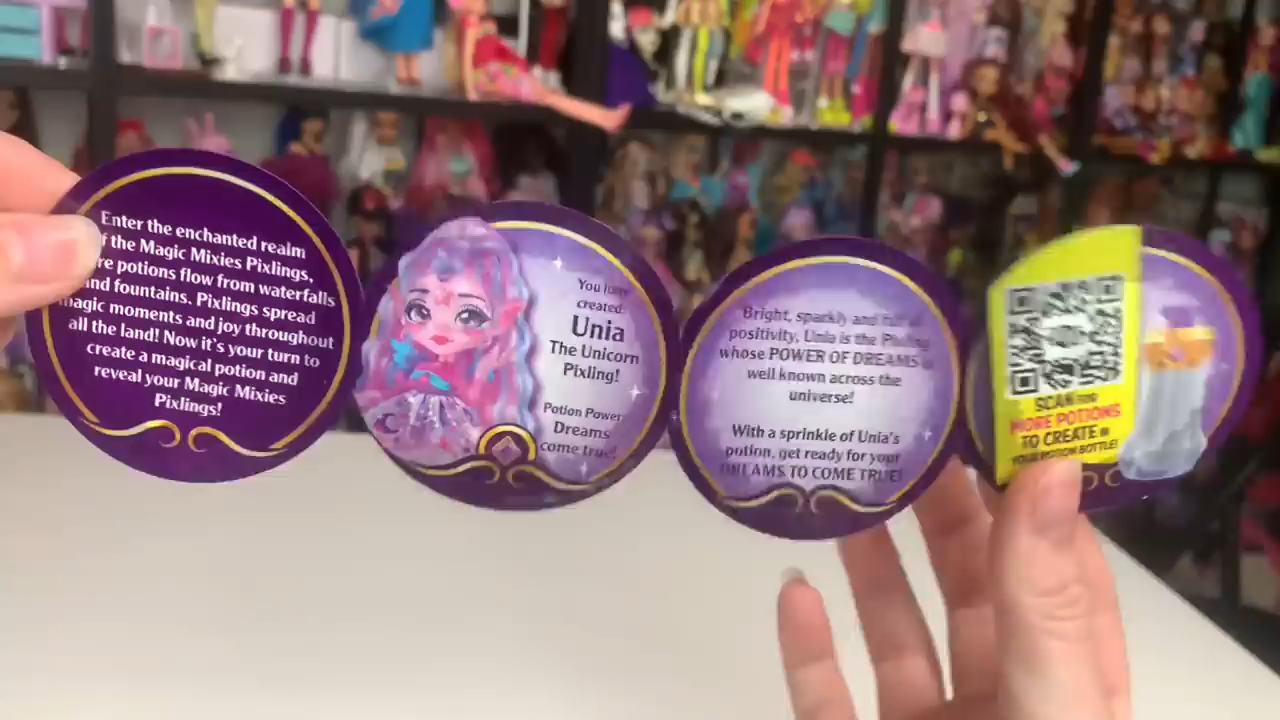 Enter the enchanted realm
f the Magic Mixies Pixlings,
re potions flow from waterfalls
nd fountains. Pixlings spread
magic moments and joy throughout
all the land! Now it's your turn to
create a magical potion and
reveal your Magic Mixies
Pixlings!
You have
created:
Unia
The Unicorn
Pixling!
Potion Power:
Dreams
come true!
Bright, sparkly and full of
positivity, Unia is the Pixling
whose POWER OF DREAMS is
well known across the
universe!
With a sprinkle of Unia's
potion, get ready for your
DREAMS TO COME TRUE!
SCAN FOR
MORE POTIONS
TO CREATE IN
YOUR POTION BOTTLE!